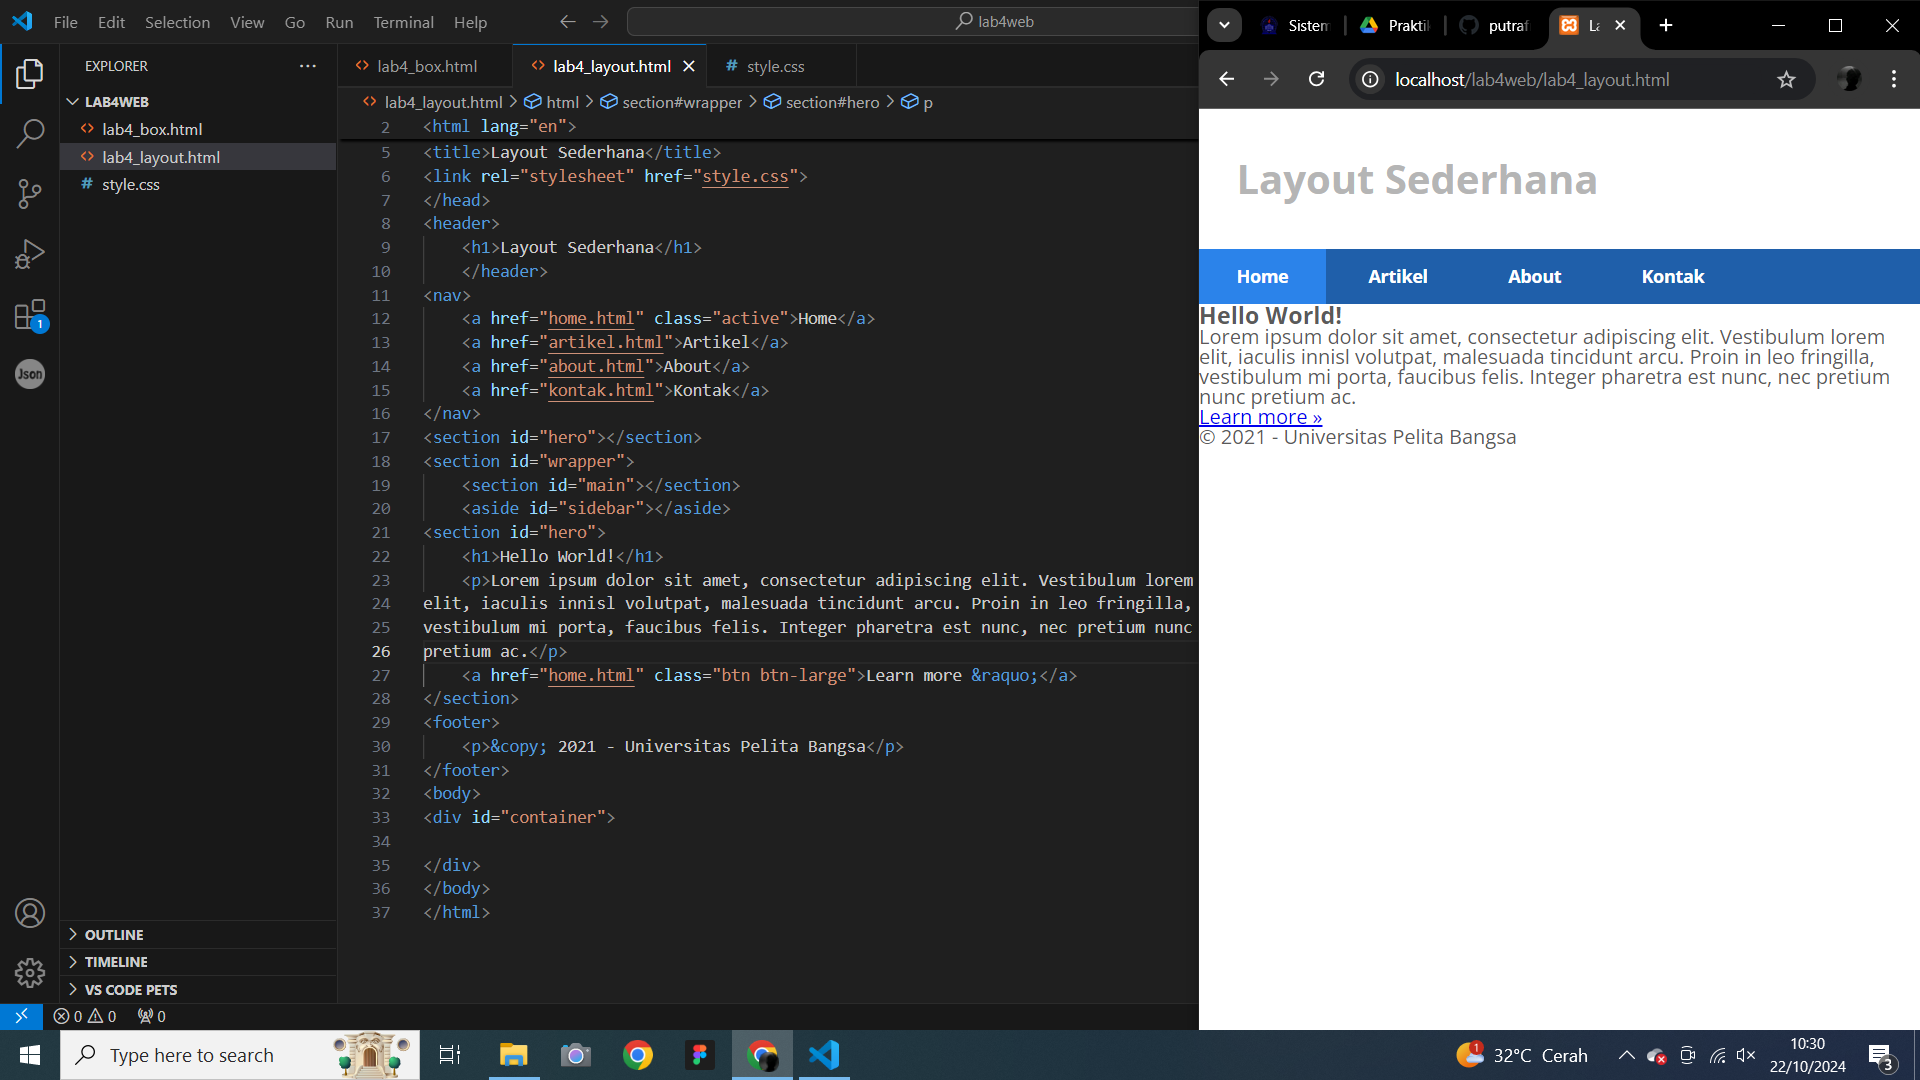 File Edit Selection View Go Run Terminal Help
lab4web
EXPLORER
LAB4WEB
lab4_box.html
lab4_layout.html
style.css
OUTLINE
TIMELINE
VS CODE PETS
Json
1
lab4_box.html lab4_layout.html style.css
lab4_layout.html > html > section#wrapper > section#hero > p
2 <html lang="en">
5 <title>Layout Sederhana</title>
6 <link rel="stylesheet" href="style.css">
7 </head>
8 <header>
9 <h1>Layout Sederhana</h1>
10 </header>
11 <nav>
12 <a href="home.html" class="active">Home</a>
13 <a href="artikel.html">Artikel</a>
14 <a href="about.html">About</a>
15 <a href="kontak.html">Kontak</a>
16 </nav>
17 <section id="hero"></section>
18 <section id="wrapper">
19 <section id="main"></section>
20 <aside id="sidebar"></aside>
21 <section id="hero">
22 <h1>Hello World!</h1>
23 <p>Lorem ipsum dolor sit amet, consectetur adipiscing elit. Vestibulum lorem
24 elit, iaculis innisl volutpat, malesuada tincidunt arcu. Proin in leo fringilla,
25 vestibulum mi porta, faucibus felis. Integer pharetra est nunc, nec pretium nunc
26 pretium ac.</p>
27 <a href="home.html" class="btn btn-large">Learn more &raquo;</a>
28 </section>
29 <footer>
30 <p>&copy; 2021 - Universitas Pelita Bangsa</p>
31 </footer>
32 <body>
33 <div id="container">
34
35 </div>
36 </body>
37 </html>
0 0 0
Sistem Praktik putraf La
localhost/lab4web/lab4_layout.html
Layout Sederhana
Home Artikel About Kontak
Hello World!
Lorem ipsum dolor sit amet, consectetur adipiscing elit. Vestibulum lorem
elit, iaculis innisl volutpat, malesuada tincidunt arcu. Proin in leo fringilla,
vestibulum mi porta, faucibus felis. Integer pharetra est nunc, nec pretium
nunc pretium ac.
Learn more »
© 2021 - Universitas Pelita Bangsa
Type here to search
1
32°C Cerah
10:30
22/10/2024
3